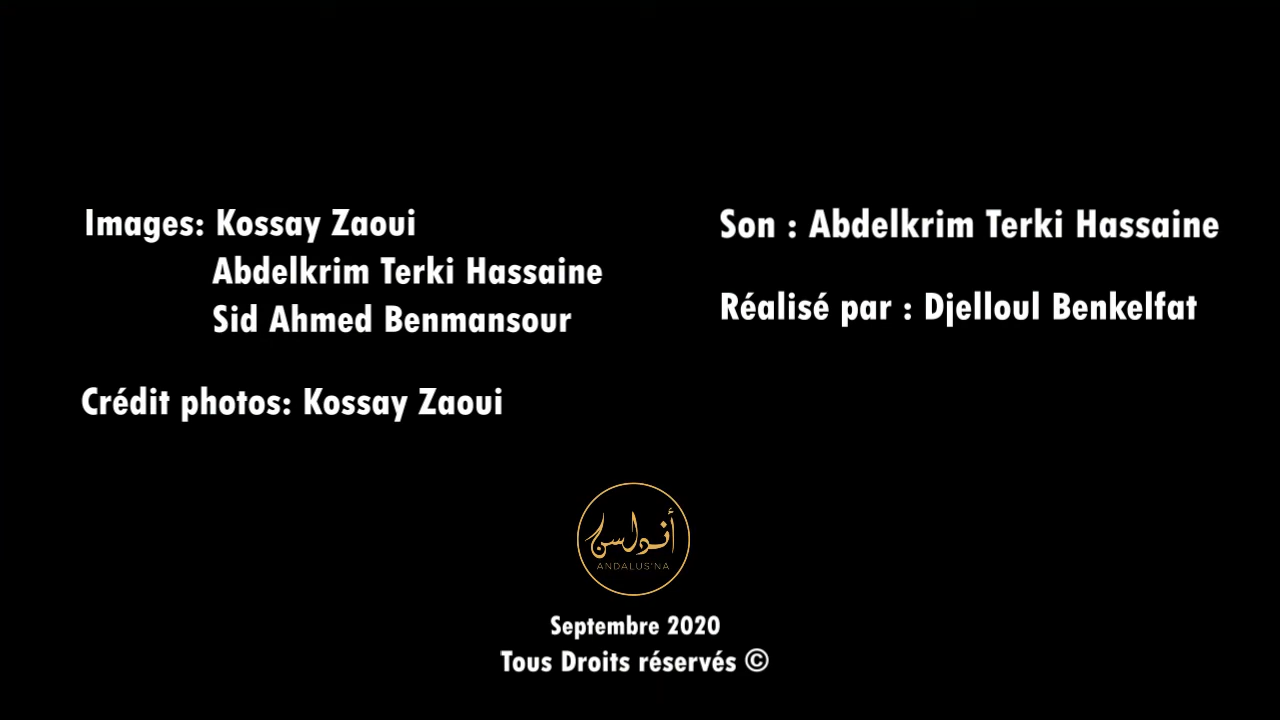 Images: Kossay Zaoui
Abdelkrim Terki Hassaine
Sid Ahmed Benmansour
Crédit photos: Kossay Zaoui
Son : Abdelkrim Terki Hassaine
Réalisé par : Djelloul Benkelfat
أندلسنا
ANDALUS'NA
Septembre 2020
Tous Droits réservés ©